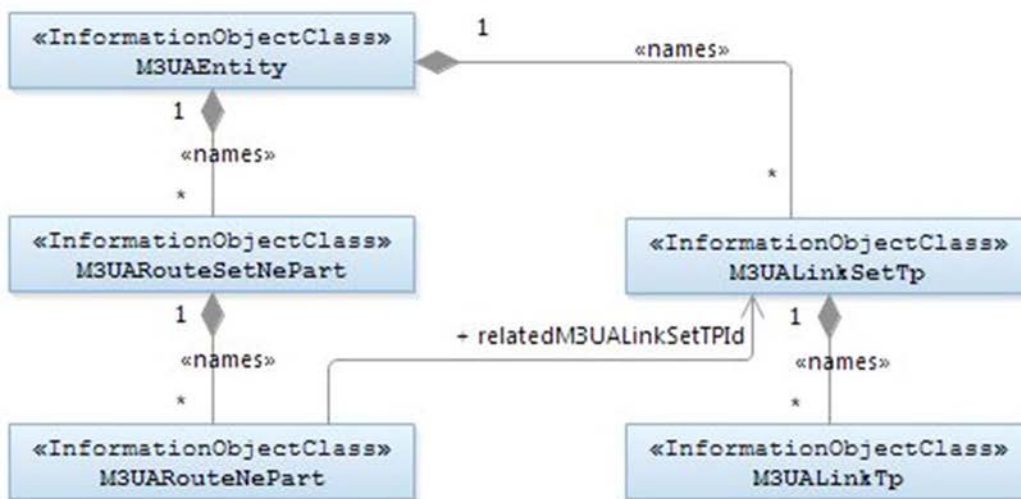 «InformationObjectClass»
M3UAEntity
1
«names»
1
«names»
*
*
«InformationObjectClass»
M3UARouteSetNePart
«InformationObjectClass»
M3UALinkSetTp
1
1
+ relatedM3UALinkSetTPId
«names»
«names»
*
*
«InformationObjectClass»
M3UARouteNePart
«InformationObjectClass»
M3UALinkTp